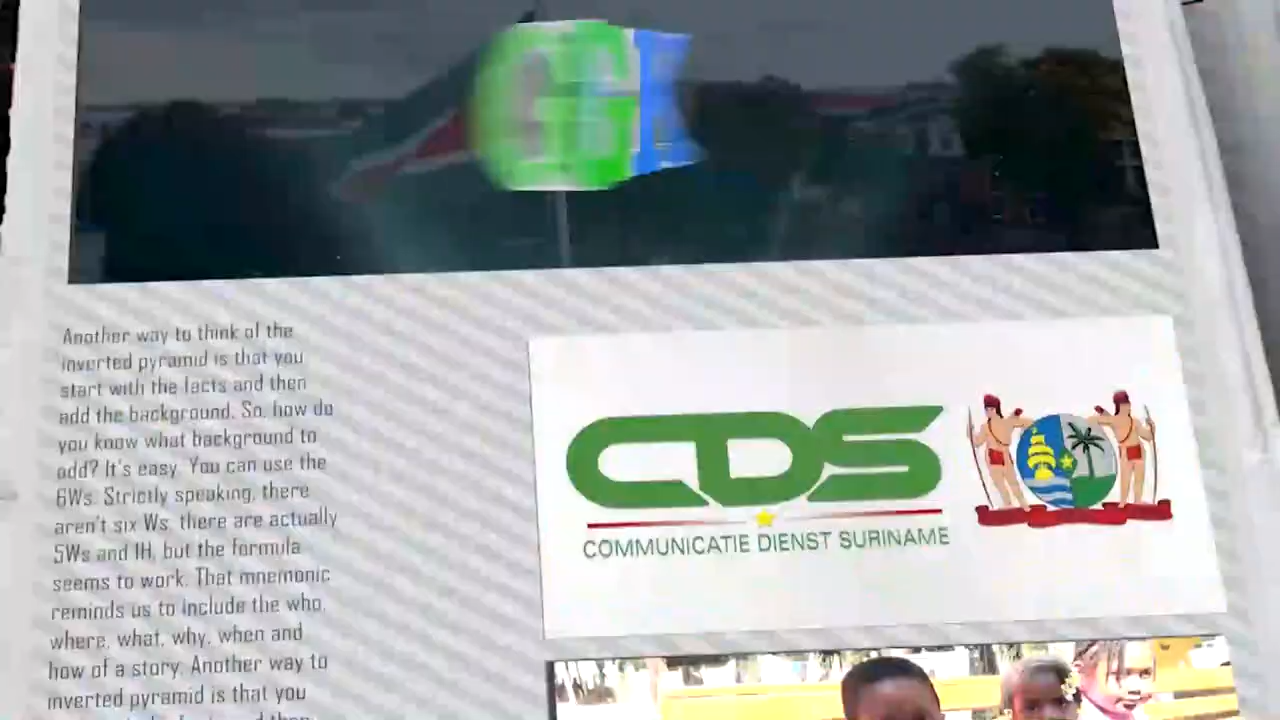 Another way to think of the
inverted pyramid is that you
start with the facts and then
add the background. So, how do
you know what background to
add? It's easy. You can use the
6Ws. Strictly speaking, there
aren't six Ws, there are actually
5Ws and 1H, but the formula
seems to work. That mnemonic
reminds us to include the who,
where, what, why, when and
how of a story. Another way to
inverted pyramid is that you
CDS
COMMUNICATIE DIENST SURINAME